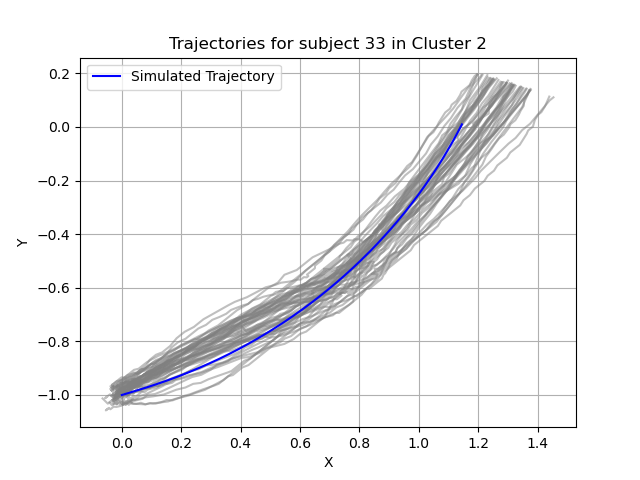 Trajectories for subject 33 in Cluster 2
Simulated Trajectory
0.2
0.0
−0.2
−0.4
−0.6
−0.8
−1.0
Y
0.0 0.2 0.4 0.6 0.8 1.0 1.2 1.4
X